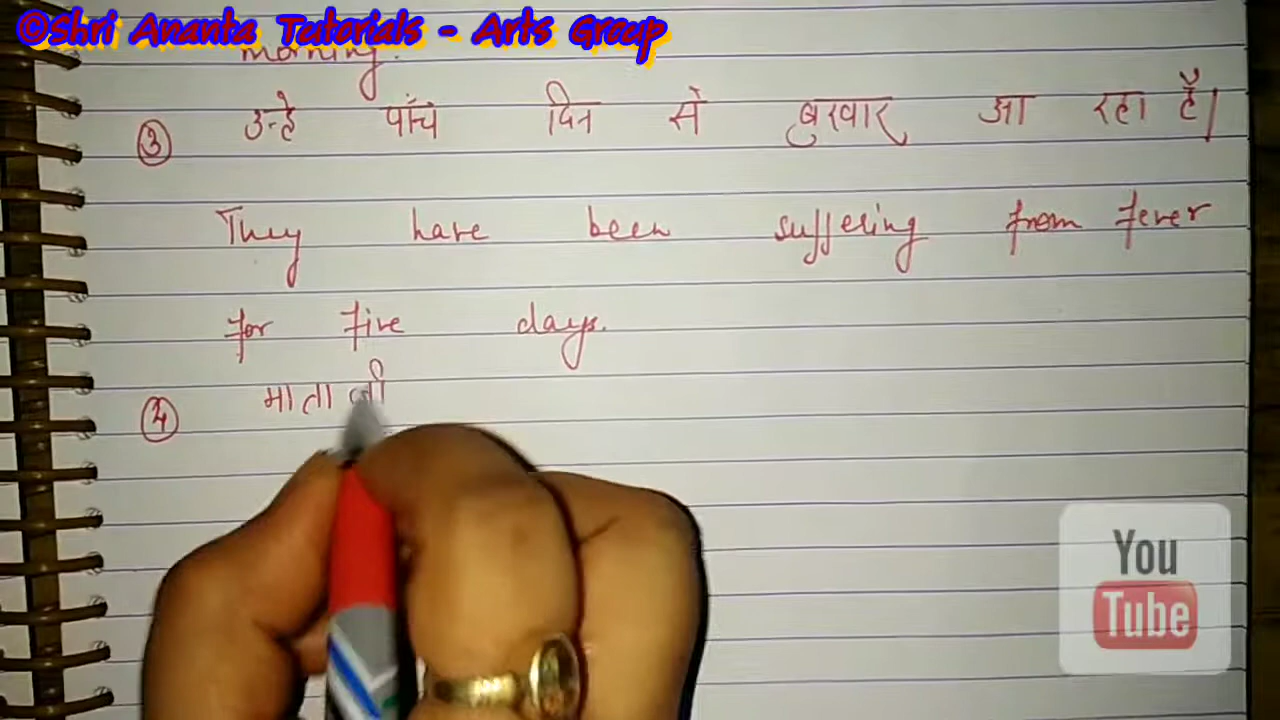 ©Shri Ananta Tutorials - Arts Group
morning.
③ उन्हे पांच दिन से बुखार आ रहा हैं।
They have been suffering from fever
for five days.
④ माता जी
You
Tube